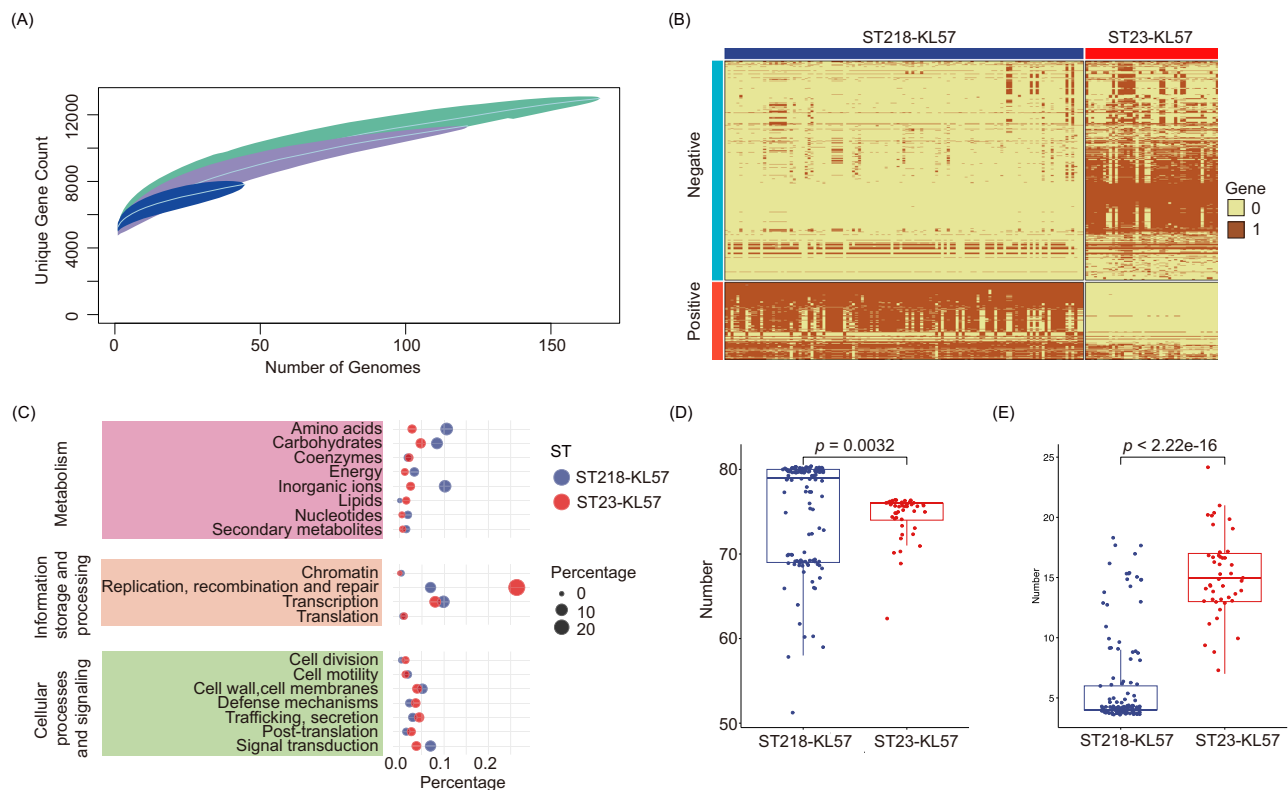 (A)
Unique Gene Count
0
4000
8000
12000
0
50
100
150
Number of Genomes
(B)
ST218-KL57
ST23-KL57
Negative
Positive
Gene
0
1
(C)
Metabolism
Amino acids
Carbohydrates
Coenzymes
Energy
Inorganic ions
Lipids
Nucleotides
Secondary metabolites
Information
storage and
processing
Chromatin
Replication, recombination and repair
Transcription
Translation
Cellular
processes
and signaling
Cell division
Cell motility
Cell wall,cell membranes
Defense mechanisms
Trafficking, secretion
Post-translation
Signal transduction
0.0
0.1
0.2
Percentage
ST
ST218-KL57
ST23-KL57
Percentage
0
10
20
(D)
p = 0.0032
Number
80
70
60
50
ST218-KL57
ST23-KL57
(E)
p < 2.22e-16
Number
25
20
15
10
5
ST218-KL57
ST23-KL57